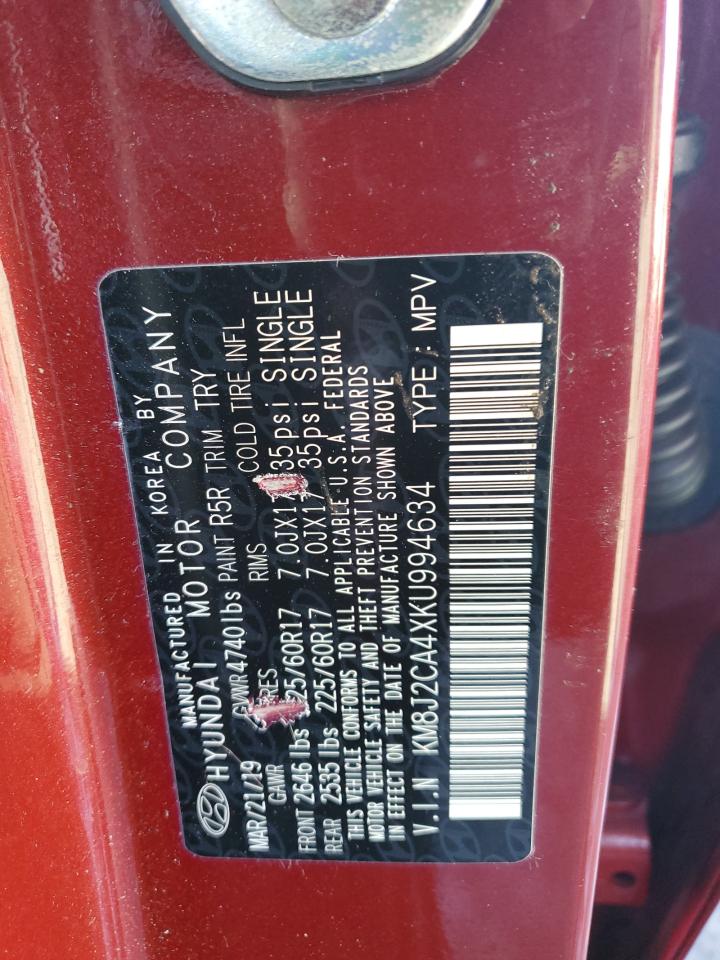 MANUFACTURED IN KOREA BY
HYUNDAI MOTOR COMPANY
MAR/21/19 GVWR 4740lbs PAINT R5R TRIM TRY
GAWR RIMS COLD TIRE INFL
FRONT 2646 lbs 7.0JX17 35psi SINGLE
REAR 2535 lbs 225/60R17 7.0JX17 35psi SINGLE
THIS VEHICLE CONFORMS TO ALL APPLICABLE U.S.A. FEDERAL
MOTOR VEHICLE SAFETY AND THEFT PREVENTION STANDARDS
IN EFFECT ON THE DATE OF MANUFACTURE SHOWN ABOVE
V.I.N KM8J2CA4XKU994634 TYPE : MPV